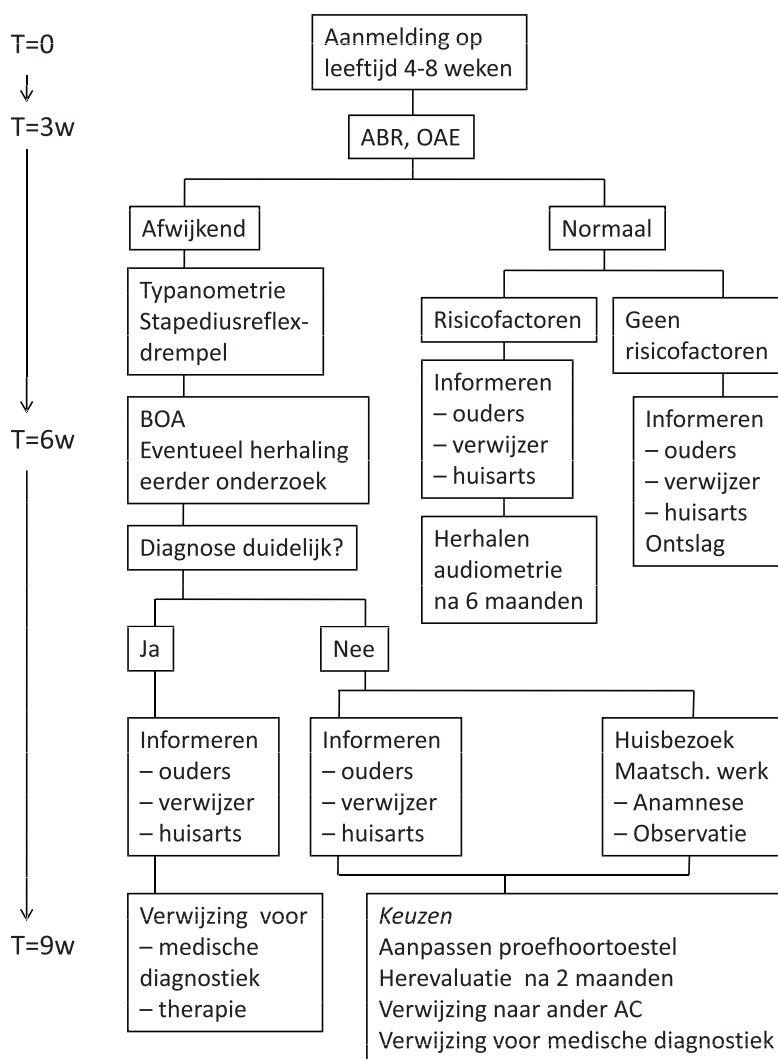 T=0
Aanmelding op
leeftijd 4-8 weken
T=3w
ABR, OAE
Afwijkend
Normaal
Typanometrie
Stapediusreflex-
drempel
Risicofactoren
Geen
risicofactoren
Informeren
– ouders
– verwijzer
– huisarts
Informeren
– ouders
– verwijzer
– huisarts
Ontslag
T=6w
BOA
Eventueel herhaling
eerder onderzoek
Herhalen
audiometrie
na 6 maanden
Diagnose duidelijk?
Ja
Nee
Informeren
– ouders
– verwijzer
– huisarts
Informeren
– ouders
– verwijzer
– huisarts
Huisbezoek
Maatsch. werk
– Anamnese
– Observatie
T=9w
Verwijzing voor
– medische
diagnostiek
– therapie
Keuzen
Aanpassen proefhoortoestel
Herevaluatie na 2 maanden
Verwijzing naar ander AC
Verwijzing voor medische diagnostiek